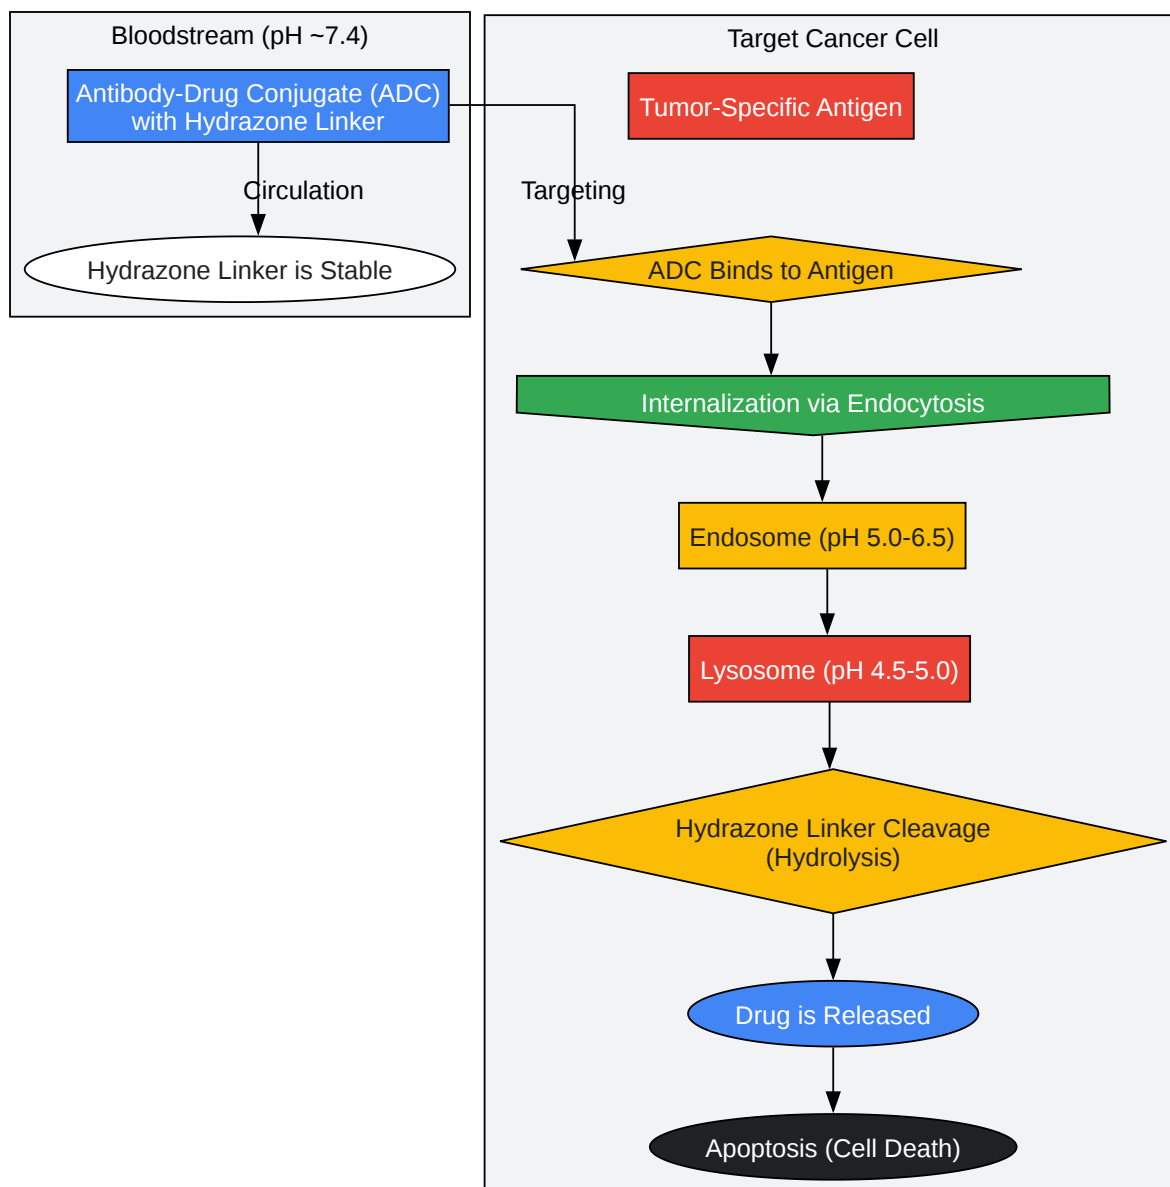 Bloodstream (pH ~7.4)
Antibody-Drug Conjugate (ADC)
with Hydrazone Linker
Circulation
Hydrazone Linker is Stable
Target Cancer Cell
Tumor-Specific Antigen
Targeting
ADC Binds to Antigen
Internalization via Endocytosis
Endosome (pH 5.0-6.5)
Lysosome (pH 4.5-5.0)
Hydrazone Linker Cleavage
(Hydrolysis)
Drug is Released
Apoptosis (Cell Death)